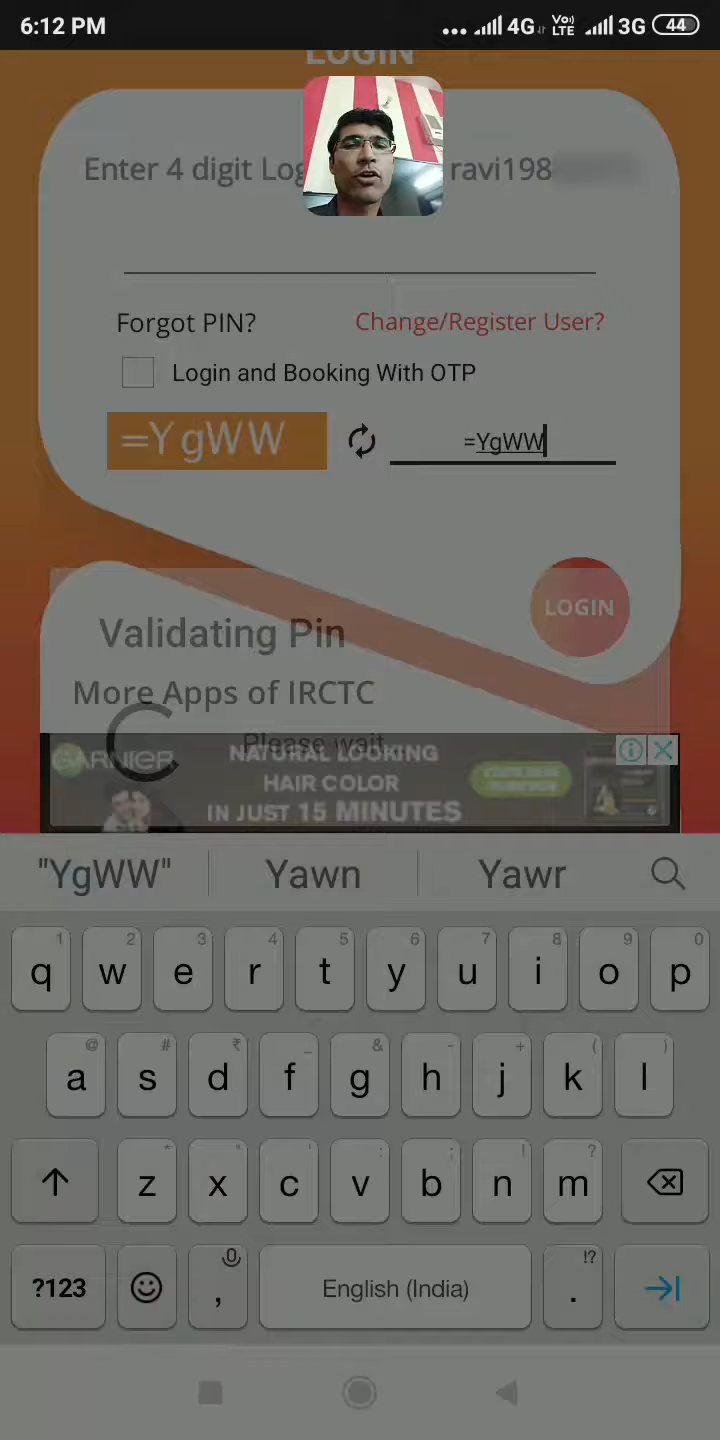 6:12 PM 4G Vo) LTE 3G 44
LOGIN
Enter 4 digit Log ravi198
Forgot PIN? Change/Register User?
Login and Booking With OTP
=YgWW =YgWW
LOGIN
Validating Pin
More Apps of IRCTC
Please wait...
GARNIER
NATURAL LOOKING
HAIR COLOR
IN JUST 15 MINUTES
"YgWW" Yawn Yawr
1 2 3 4 5 6 7 8 9 0
q w e r t y u i o p
@ # ₹ _ & - + ( )
a s d f g h j k l
* " ' : ; ! ?
z x c v b n m
!?
?123 , English (India) .